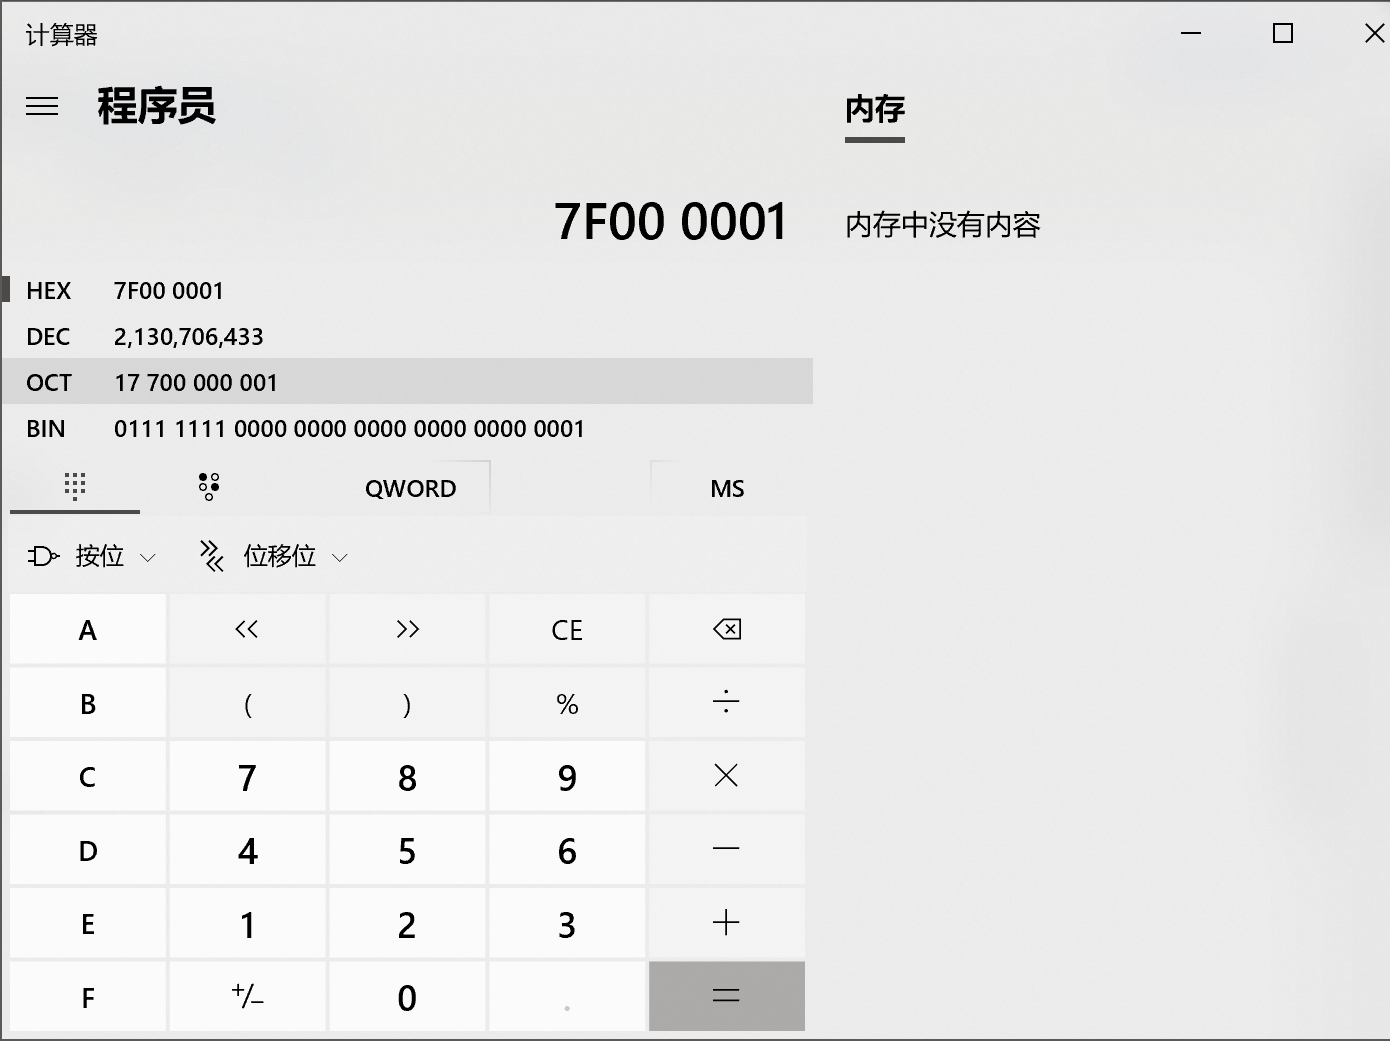 计算器
程序员
内存
7F00 0001
内存中没有内容
HEX 7F00 0001
DEC 2,130,706,433
OCT 17 700 000 001
BIN 0111 1111 0000 0000 0000 0000 0000 0001
QWORD MS
按位 位移位
A << >> CE
B ( ) % ÷
C 7 8 9 ×
D 4 5 6 −
E 1 2 3 +
F +/− 0 . =